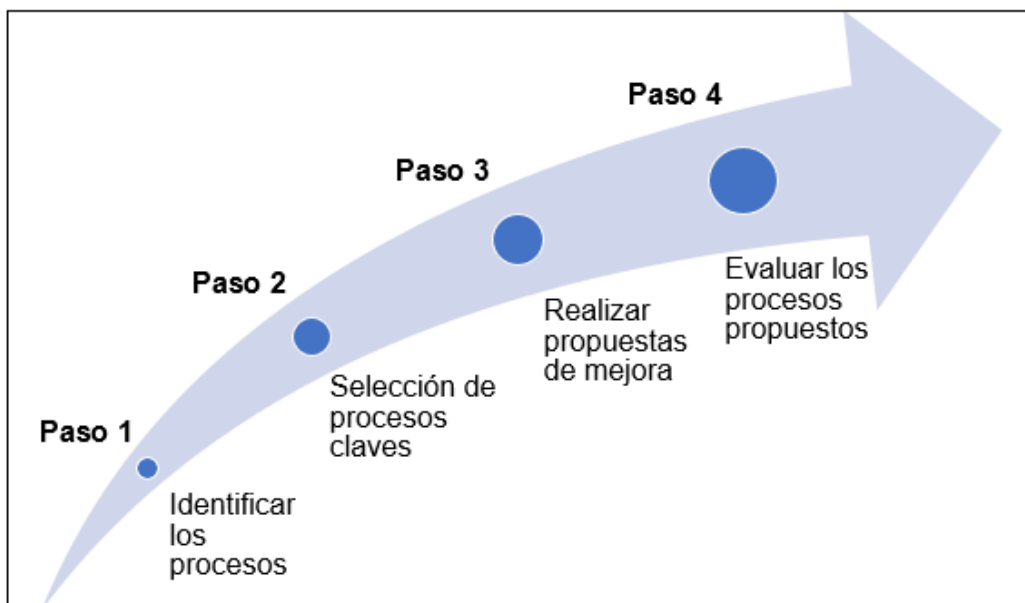 Paso 1
Identificar
los
procesos
Paso 2
Selección de
procesos
claves
Paso 3
Realizar
propuestas
de mejora
Paso 4
Evaluar los
procesos
propuestos